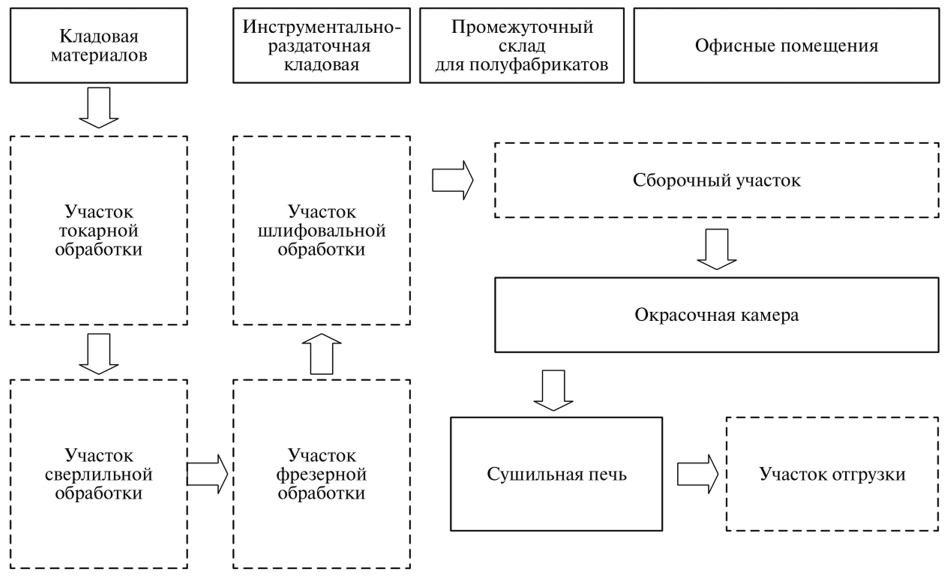 Кладовая
материалов
Инструментально-
раздаточная
кладовая
Промежуточный
склад
для полуфабрикатов
Офисные помещения
Участок
токарной
обработки
Участок
шлифовальной
обработки
Сборочный участок
Окрасочная камера
Участок
сверлильной
обработки
Участок
фрезерной
обработки
Сушильная печь
Участок отгрузки